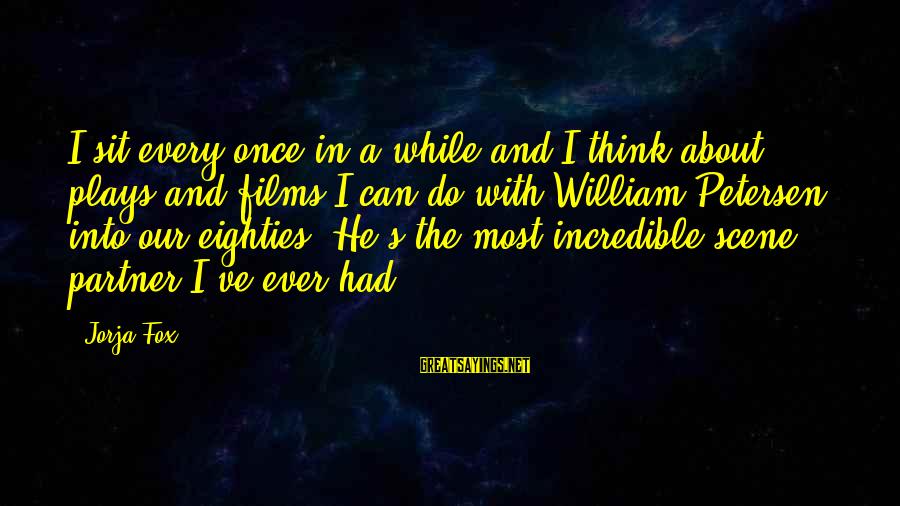 I sit every once in a while and I think about
plays and films I can do with William Petersen
into our eighties  He s the most incredible scene
partner I ve ever had
Jorja Fox
GREATSAYINGS.NET